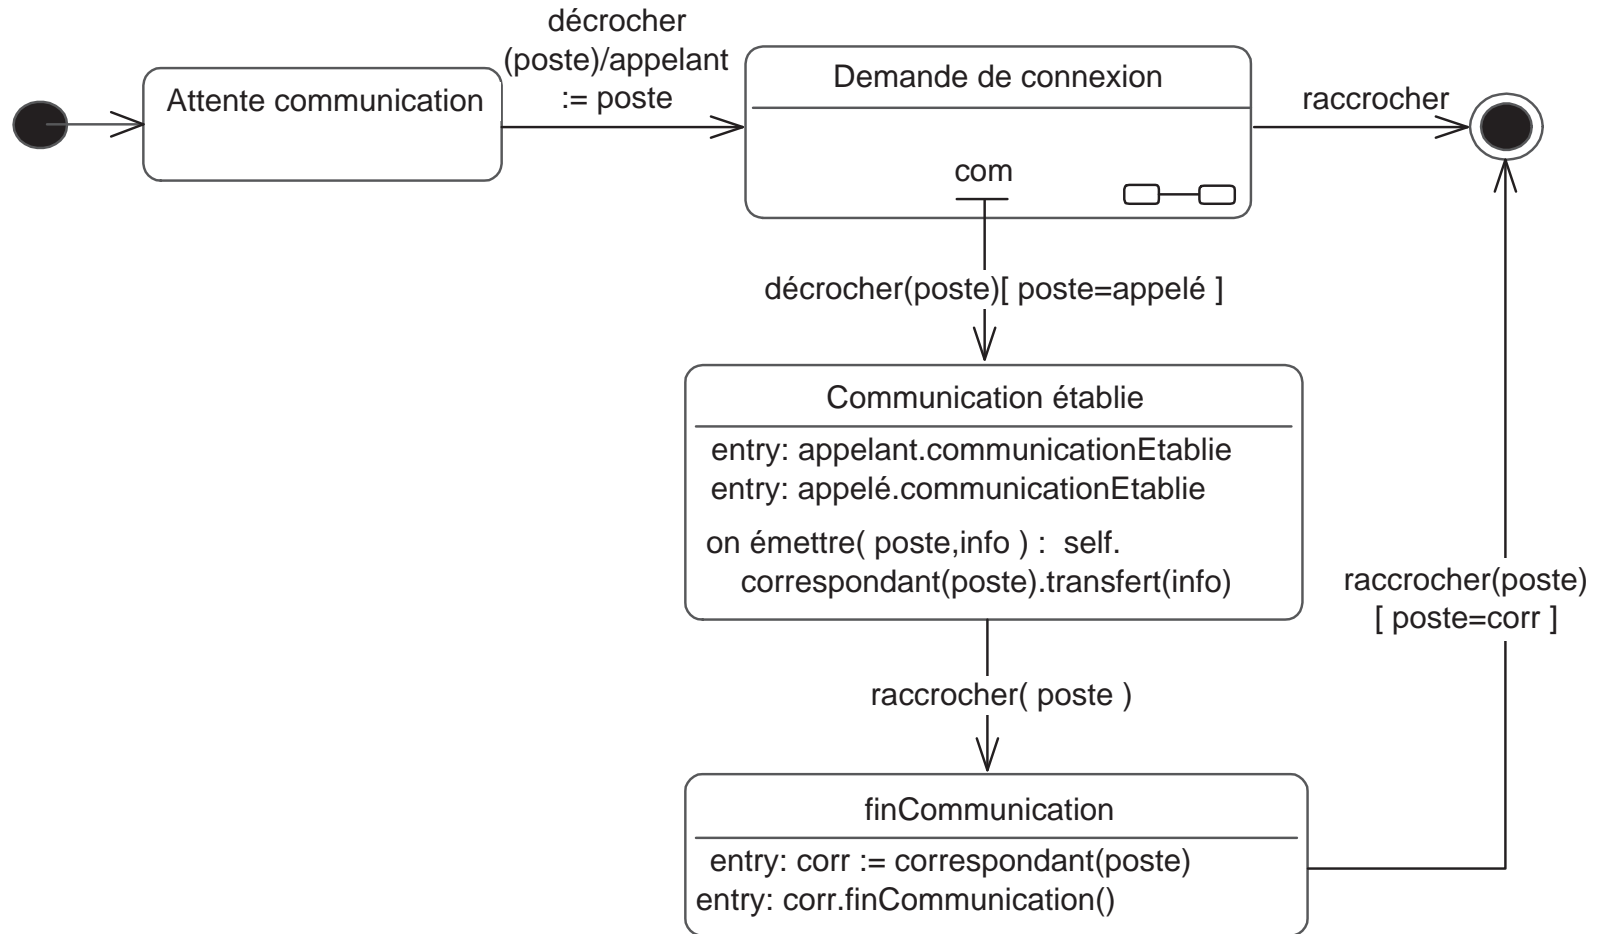 décrocher
(poste)/appelant
:= poste
Attente communication
Demande de connexion
raccrocher
com
décrocher(poste)[ poste=appelé ]
Communication établie
entry: appelant.communicationEtablie
entry: appelé.communicationEtablie
on émettre( poste,info ) :  self.
correspondant(poste).transfert(info)
raccrocher(poste)
[ poste=corr ]
raccrocher( poste )
finCommunication
entry: corr := correspondant(poste)
entry: corr.finCommunication()